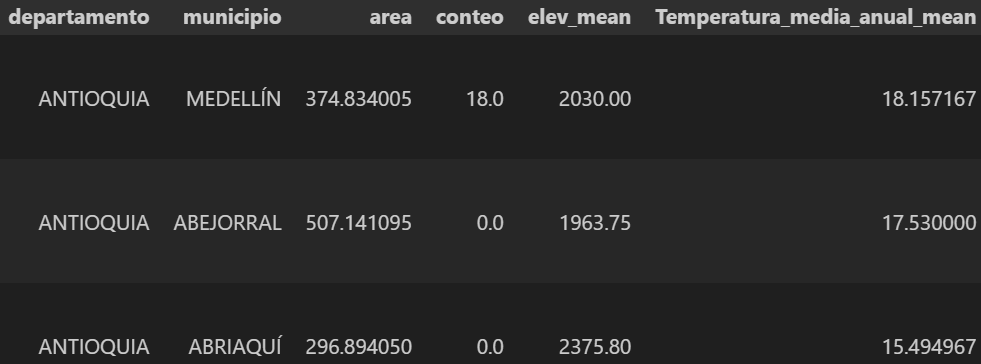 departamento municipio area conteo elev_mean Temperatura_media_anual_mean
ANTIOQUIA MEDELLÍN 374.834005 18.0 2030.00 18.157167
ANTIOQUIA ABEJORRAL 507.141095 0.0 1963.75 17.530000
ANTIOQUIA ABRIAQUÍ 296.894050 0.0 2375.80 15.494967